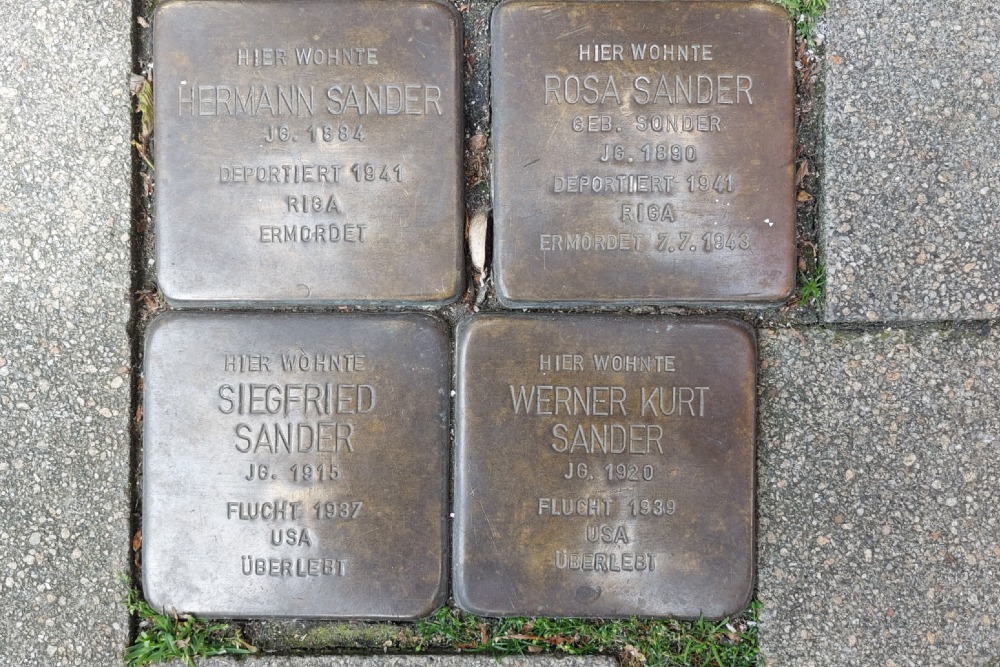 HIER WOHNTE
HERMANN SANDER
JG. 1884
DEPORTIERT 1941
RIGA
ERMORDET
HIER WOHNTE
ROSA SANDER
GEB. SONDER
JG. 1890
DEPORTIERT 1941
RIGA
ERMORDET 7.7.1943
HIER WOHNTE
SIEGFRIED
SANDER
JG. 1915
FLUCHT 1937
USA
ÜBERLEBT
HIER WOHNTE
WERNER KURT
SANDER
JG. 1920
FLUCHT 1939
USA
ÜBERLEBT